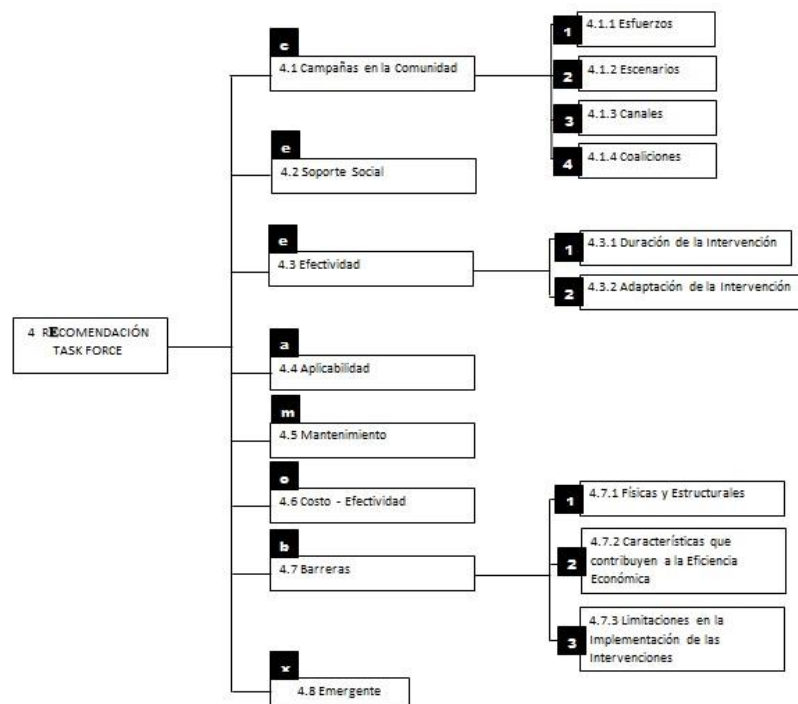 4 RECOMENDACIÓN
TASK FORCE
c
4.1 Campañas en la Comunidad
1
4.1.1 Esfuerzos
2
4.1.2 Escenarios
3
4.1.3 Canales
4
4.1.4 Coaliciones
e
4.2 Soporte Social
e
4.3 Efectividad
1
4.3.1 Duración de la Intervención
2
4.3.2 Adaptación de la Intervención
a
4.4 Aplicabilidad
m
4.5 Mantenimiento
o
4.6 Costo - Efectividad
b
4.7 Barreras
1
4.7.1 Físicas y Estructurales
2
4.7.2 Características que
contribuyen a la Eficiencia
Económica
3
4.7.3 Limitaciones en la
Implementación de las
Intervenciones
x
4.8 Emergente